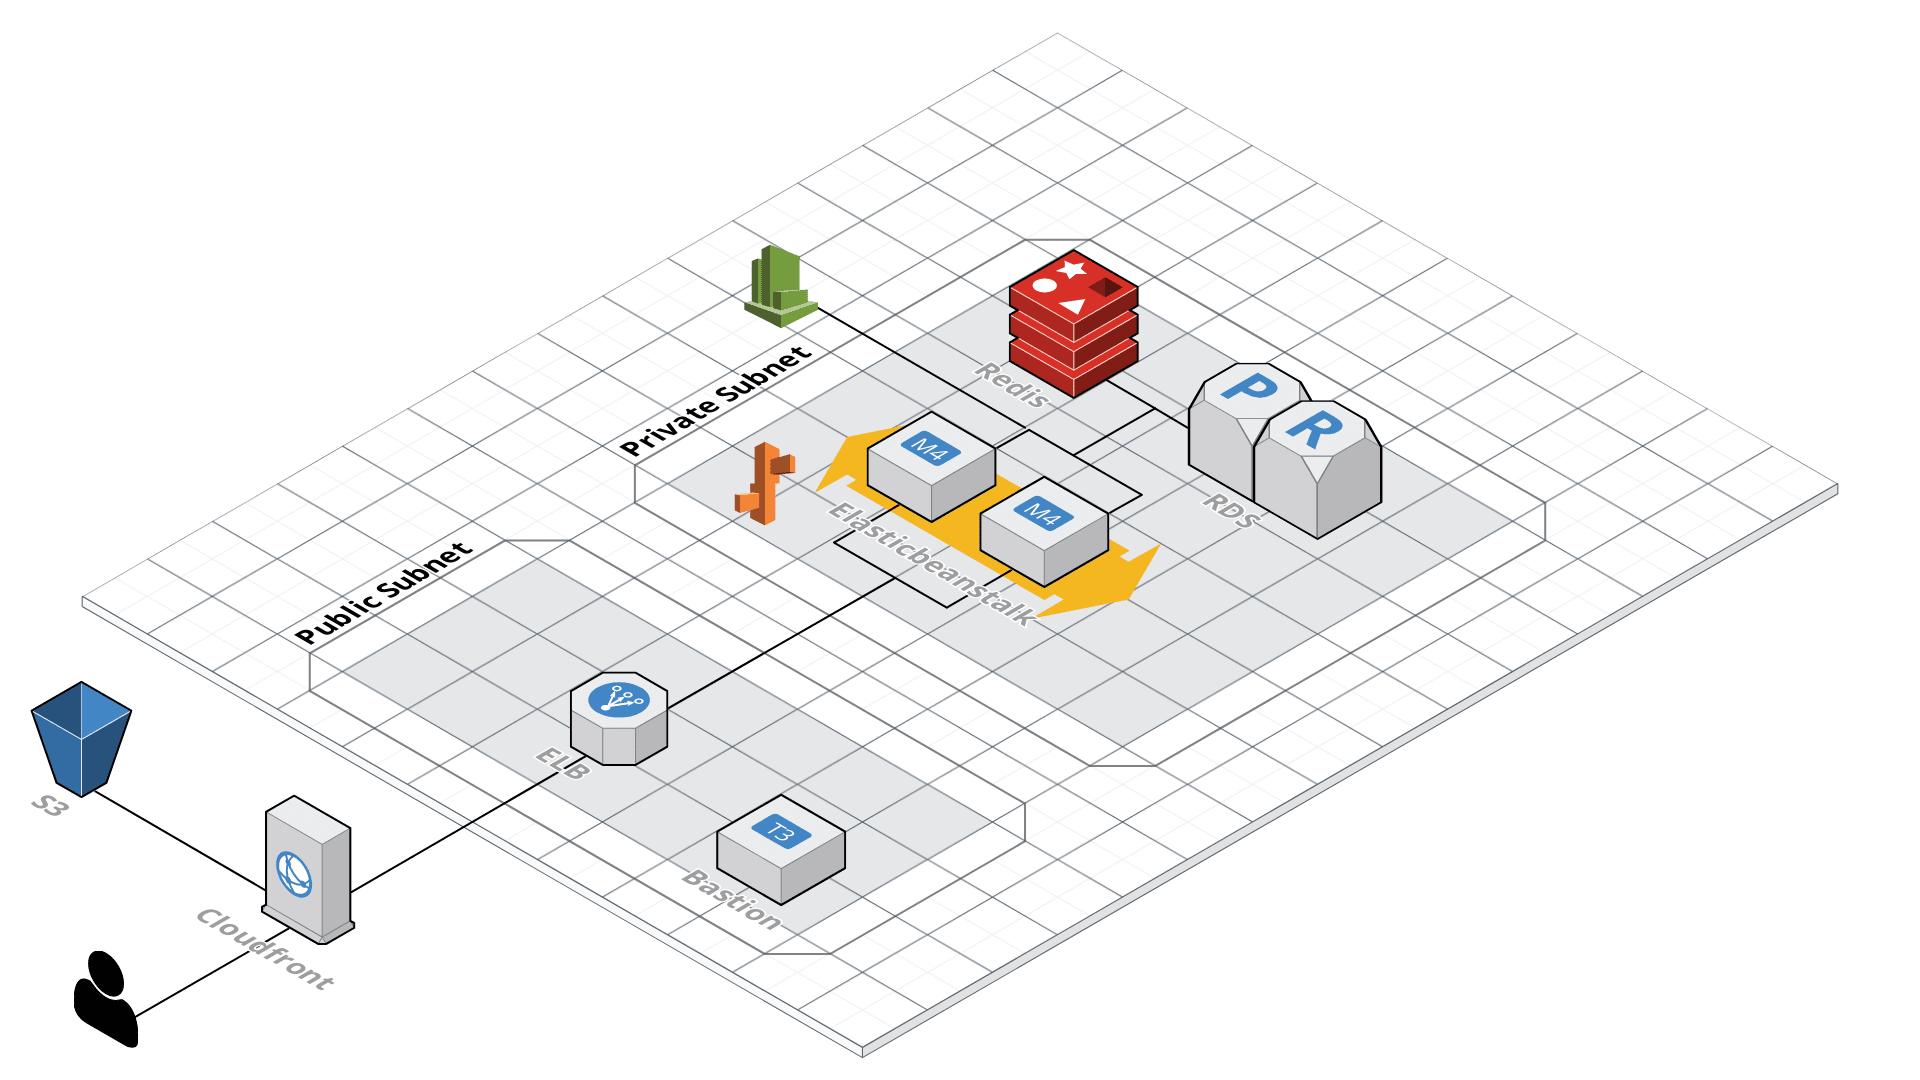 Private Subnet
Redis
P
R
RDS
M4
M4
Elasticbeanstalk
Public Subnet
ELB
T3
Bastion
S3
Cloudfront